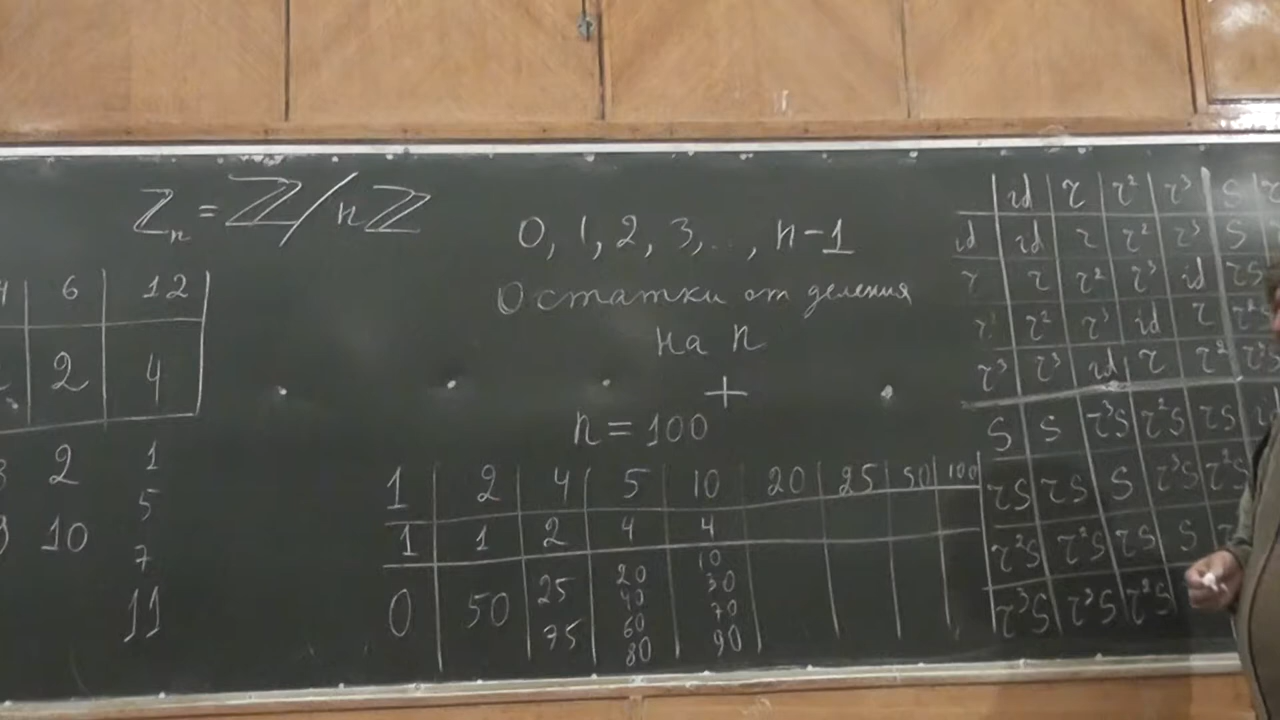 Z_n = ℤ/nℤ
0, 1, 2, 3, ..., n-1
Остатки от деления
на n
+
n = 100
6 12
2 4
2 1
5
10 7
11
1 2 4 5 10 20 25 50 100
1 1 2 4 4
0 50 25 20 10
75 40 30
60 70
80 90
id τ τ² τ³ S
id id τ τ² τ³ S
τ τ τ² τ³ id τS
τ² τ³ id τ τ²S
τ³ τ³ id τ τ² τ³S
S S τ³S τ²S τS
τS τS S τ³S τ²S
τ²S τ²S τS S
τ³S τ³S τ²S